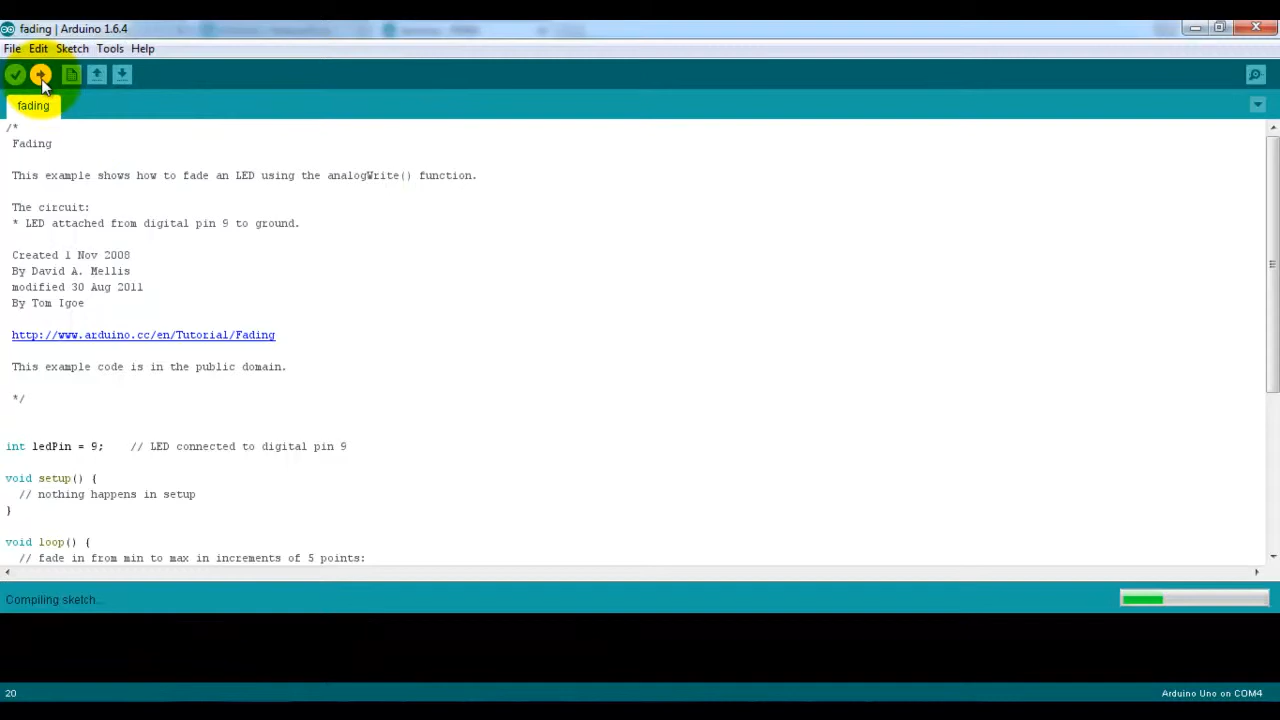 fading | Arduino 1.6.4
File Edit Sketch Tools Help
fading
/*
Fading
This example shows how to fade an LED using the analogWrite() function.
The circuit:
* LED attached from digital pin 9 to ground.
Created 1 Nov 2008
By David A. Mellis
modified 30 Aug 2011
By Tom Igoe
http://www.arduino.cc/en/Tutorial/Fading
This example code is in the public domain.
*/
int ledPin = 9;    // LED connected to digital pin 9
void setup() {
// nothing happens in setup
}
void loop() {
// fade in from min to max in increments of 5 points:
Compiling sketch...
20
Arduino Uno on COM4